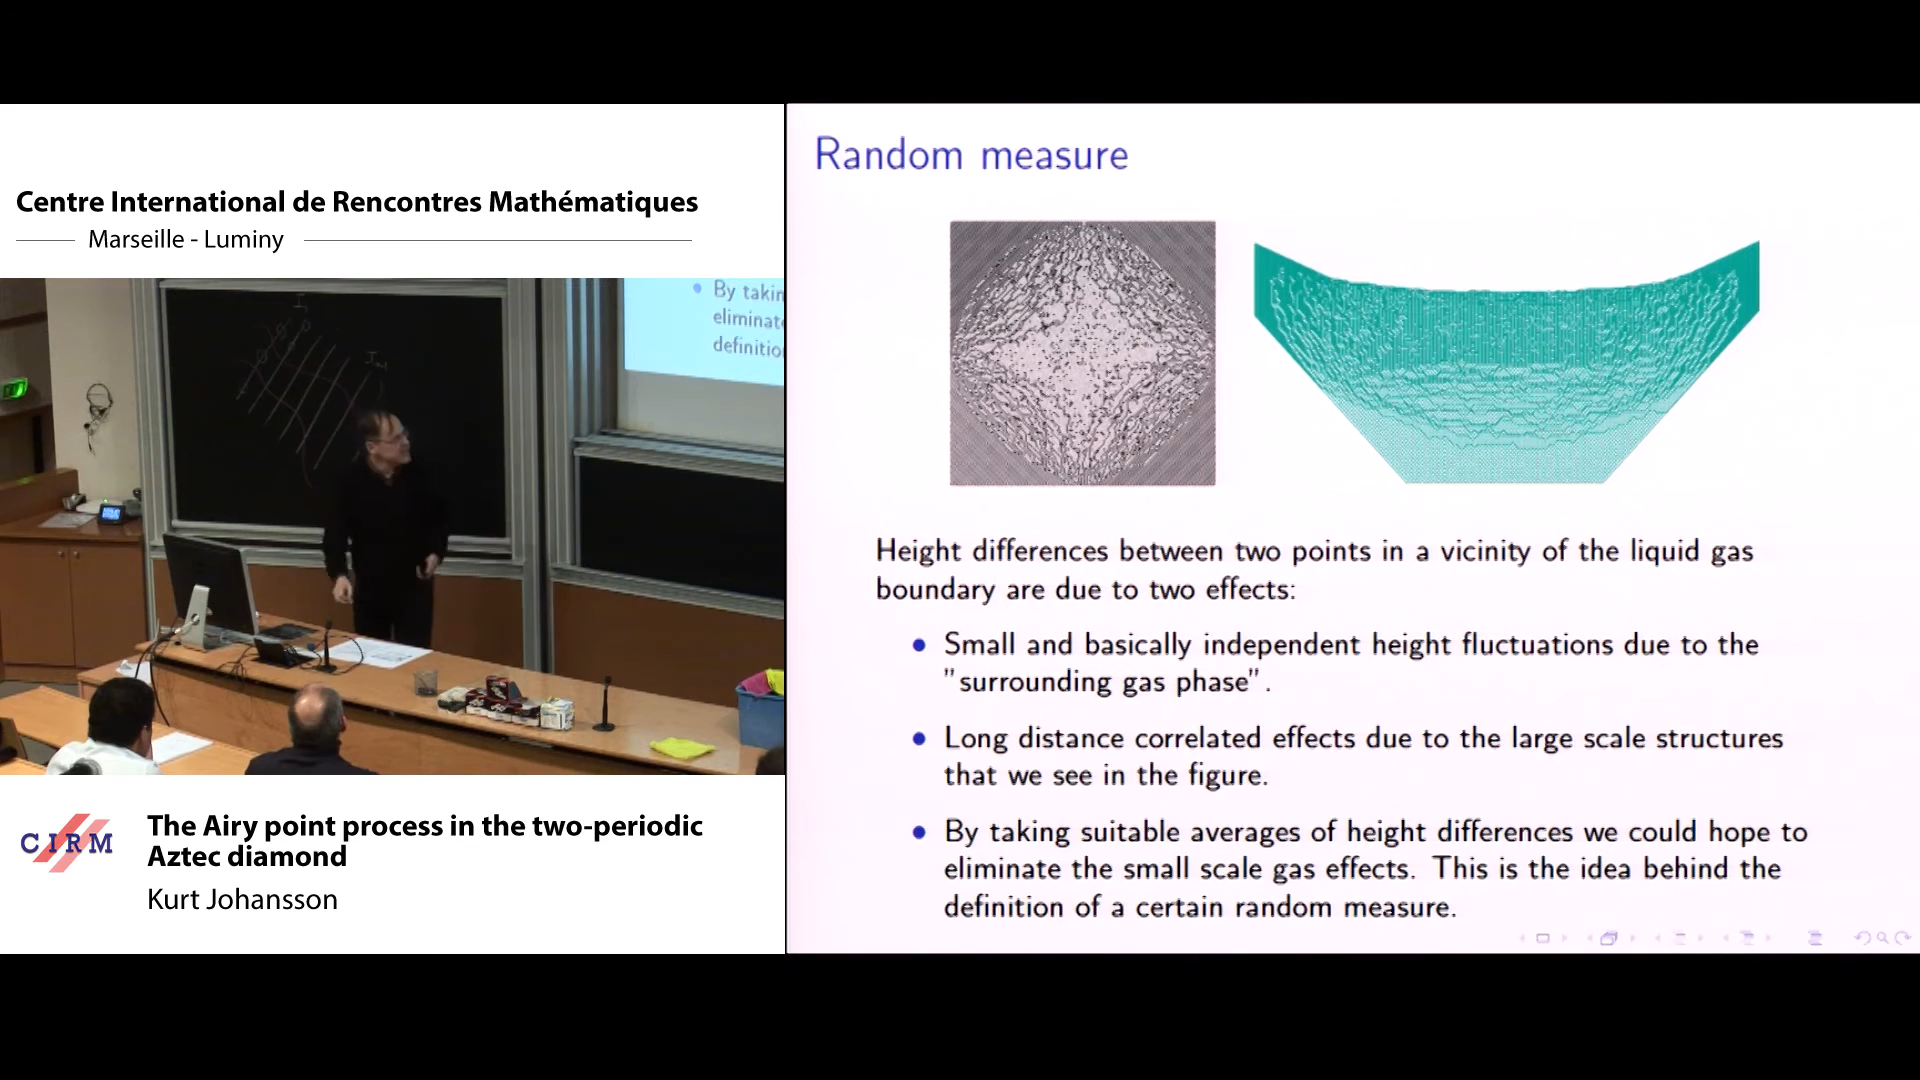 Centre International de Rencontres Mathématiques
Marseille - Luminy
By takin
eliminate
definitio
CIRM
The Airy point process in the two-periodic
Aztec diamond
Kurt Johansson
Random measure
Height differences between two points in a vicinity of the liquid gas
boundary are due to two effects:
• Small and basically independent height fluctuations due to the
"surrounding gas phase".
• Long distance correlated effects due to the large scale structures
that we see in the figure.
• By taking suitable averages of height differences we could hope to
eliminate the small scale gas effects. This is the idea behind the
definition of a certain random measure.